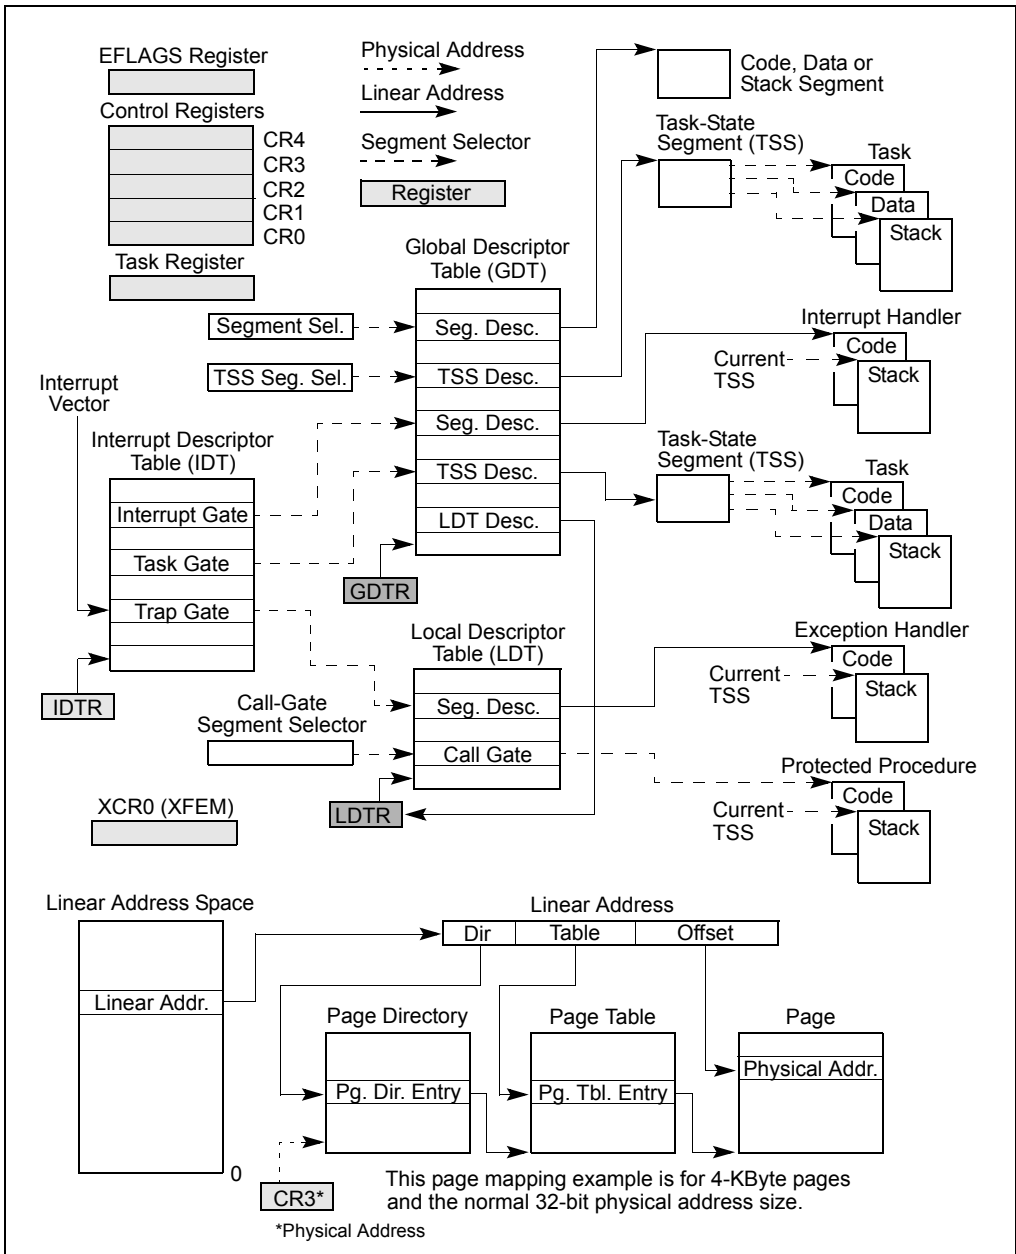 EFLAGS Register
Control Registers
CR4
CR3
CR2
CR1
CR0
Task Register
Physical Address
Linear Address
Segment Selector
Register
Code, Data or
Stack Segment
Task-State
Segment (TSS)
Task
Code
Data
Stack
Global Descriptor
Table (GDT)
Segment Sel.
Seg. Desc.
TSS Seg. Sel.
TSS Desc.
Seg. Desc.
TSS Desc.
LDT Desc.
GDTR
Interrupt Handler
Code
Current
TSS
Stack
Interrupt
Vector
Interrupt Descriptor
Table (IDT)
Interrupt Gate
Task Gate
Trap Gate
IDTR
Task-State
Segment (TSS)
Task
Code
Data
Stack
Local Descriptor
Table (LDT)
Seg. Desc.
Call Gate
Call-Gate
Segment Selector
LDTR
Exception Handler
Code
Current
TSS
Stack
Protected Procedure
Code
Current
TSS
Stack
XCR0 (XFEM)
Linear Address Space
Linear Addr.
0
Linear Address
Dir
Table
Offset
Page Directory
Pg. Dir. Entry
Page Table
Pg. Tbl. Entry
Page
Physical Addr.
CR3*
*Physical Address
This page mapping example is for 4-KByte pages
and the normal 32-bit physical address size.